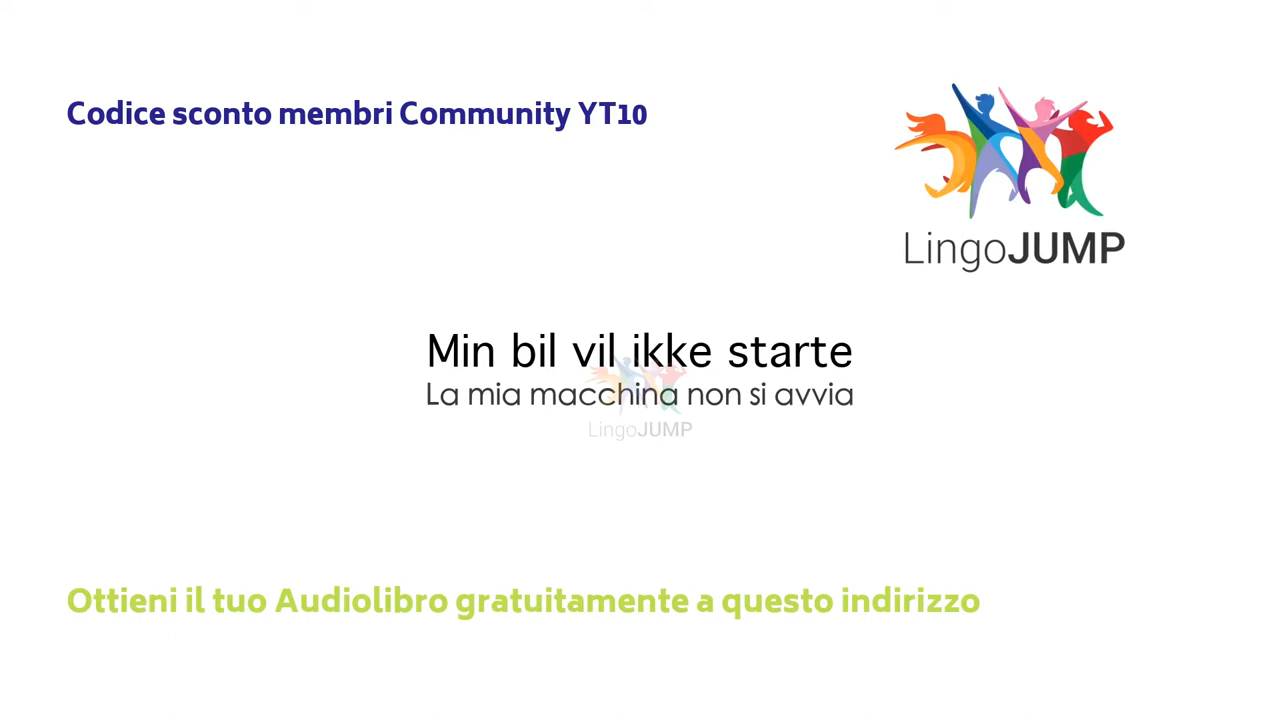 Codice sconto membri Community YT10
LingoJUMP
Min bil vil ikke starte
La mia macchina non si avvia
LingoJUMP
Ottieni il tuo Audiolibro gratuitamente a questo indirizzo